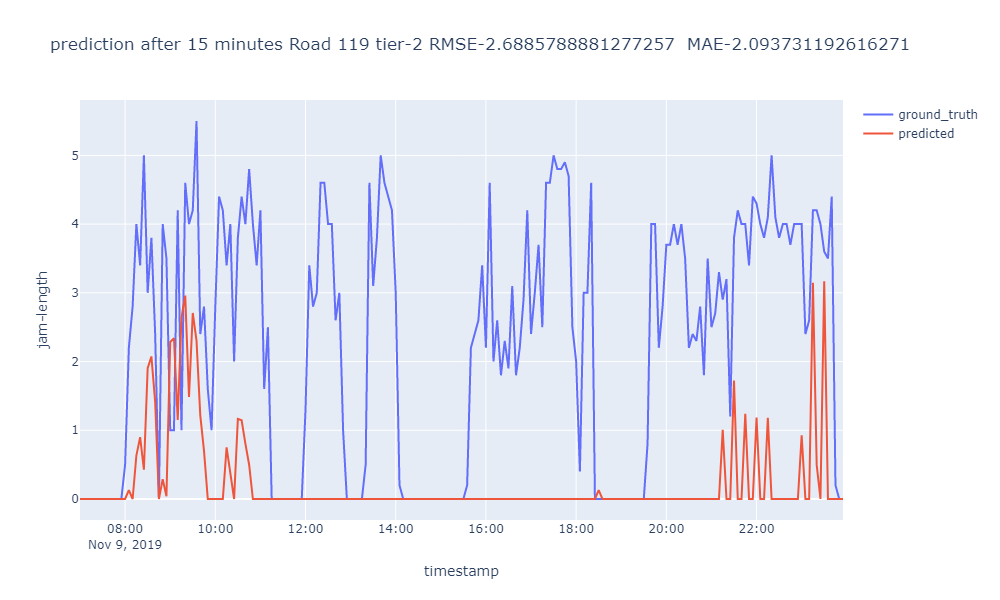 prediction after 15 minutes Road 119 tier-2 RMSE-2.6885788881277257  MAE-2.093731192616271
ground_truth
predicted
jam-length
5
4
3
2
1
0
08:00 10:00 12:00 14:00 16:00 18:00 20:00 22:00
Nov 9, 2019
timestamp